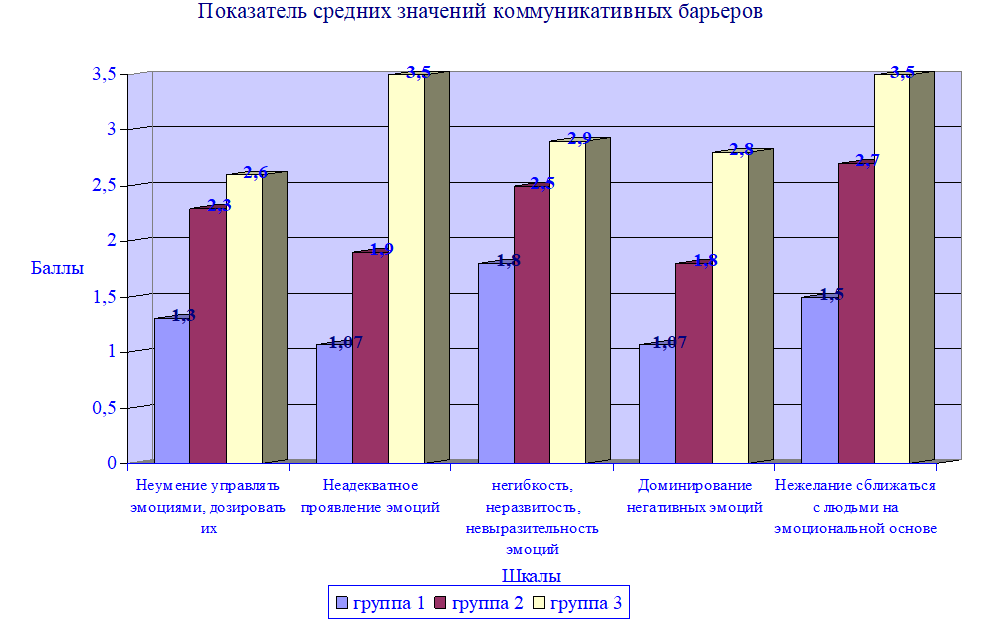 Показатель средних значений коммуникативных барьеров
3,5
3
2,5
2
1,5
1
0,5
0
Баллы
1,3
2,3
2,6
1,07
1,9
3,5
1,8
2,5
2,9
1,07
1,8
2,8
1,5
2,7
3,5
Неумение управлять
эмоциями, дозировать
их
Неадекватное
проявление эмоций
негибкость,
неразвитость,
невыразительность
эмоций
Доминирование
негативных эмоций
Нежелание сближаться
с людьми на
эмоциональной основе
Шкалы
группа 1 группа 2 группа 3